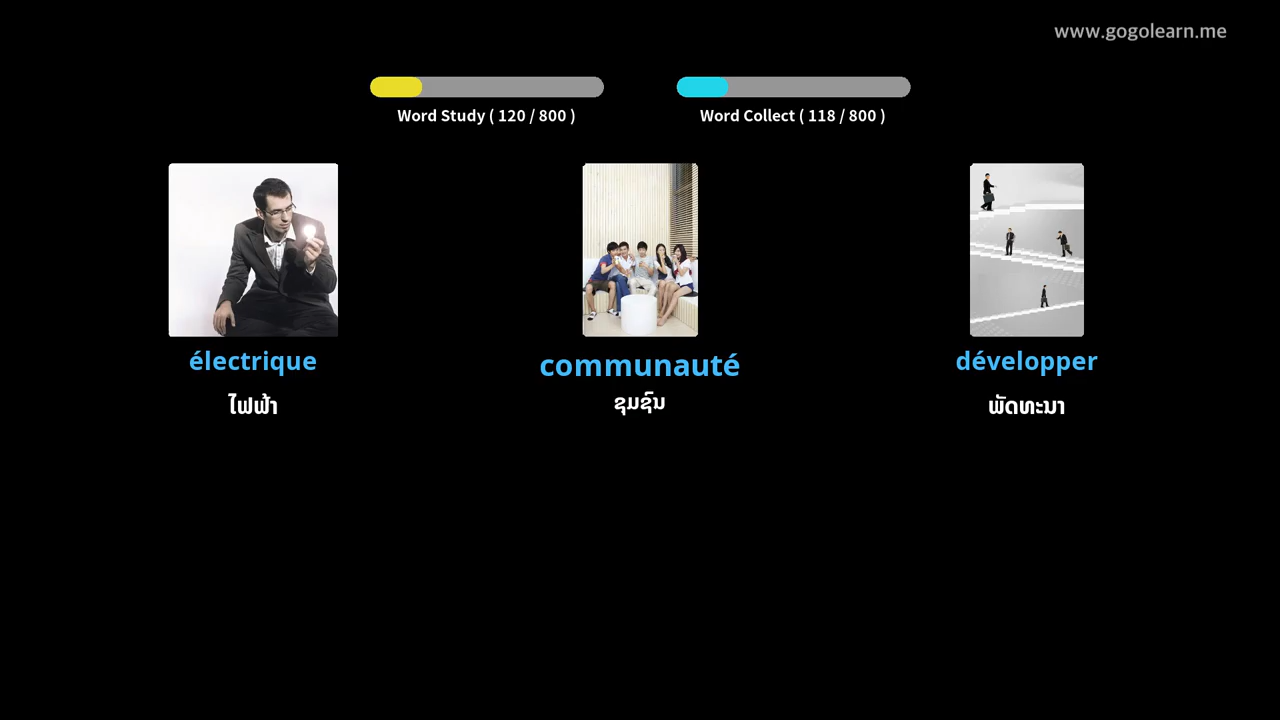 www.gogolearn.me
Word Study ( 120 / 800 )
Word Collect ( 118 / 800 )
électrique
communauté
développer
ໄຟຟ້າ
ຊຸມຊົນ
ພັດທະນາ